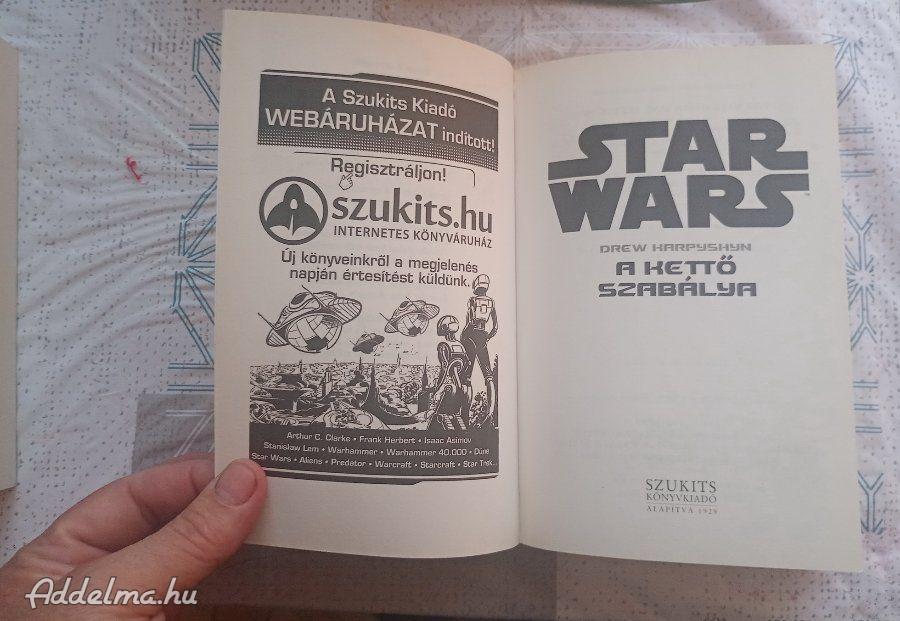 A Szukits Kiadó
WEBÁRUHÁZAT indított!
Regisztráljon!
szukits.hu
INTERNETES KÖNYVÁRUHÁZ
Új könyveinkről a megjelenés
napján értesítést küldünk.
Arthur C. Clarke • Frank Herbert • Isaac Asimov
Stanisław Lem • Warhammer • Warhammer 40.000 • Dűne
Star Wars • Aliens • Predator • Warcraft • Starcraft • Star Trek...
STAR
WARS
DREW KARPYSHYN
A KETTŐ
SZABÁLYA
SZUKITS
KÖNYVKIADÓ
ALAPÍTVA 1929
Addelma.hu